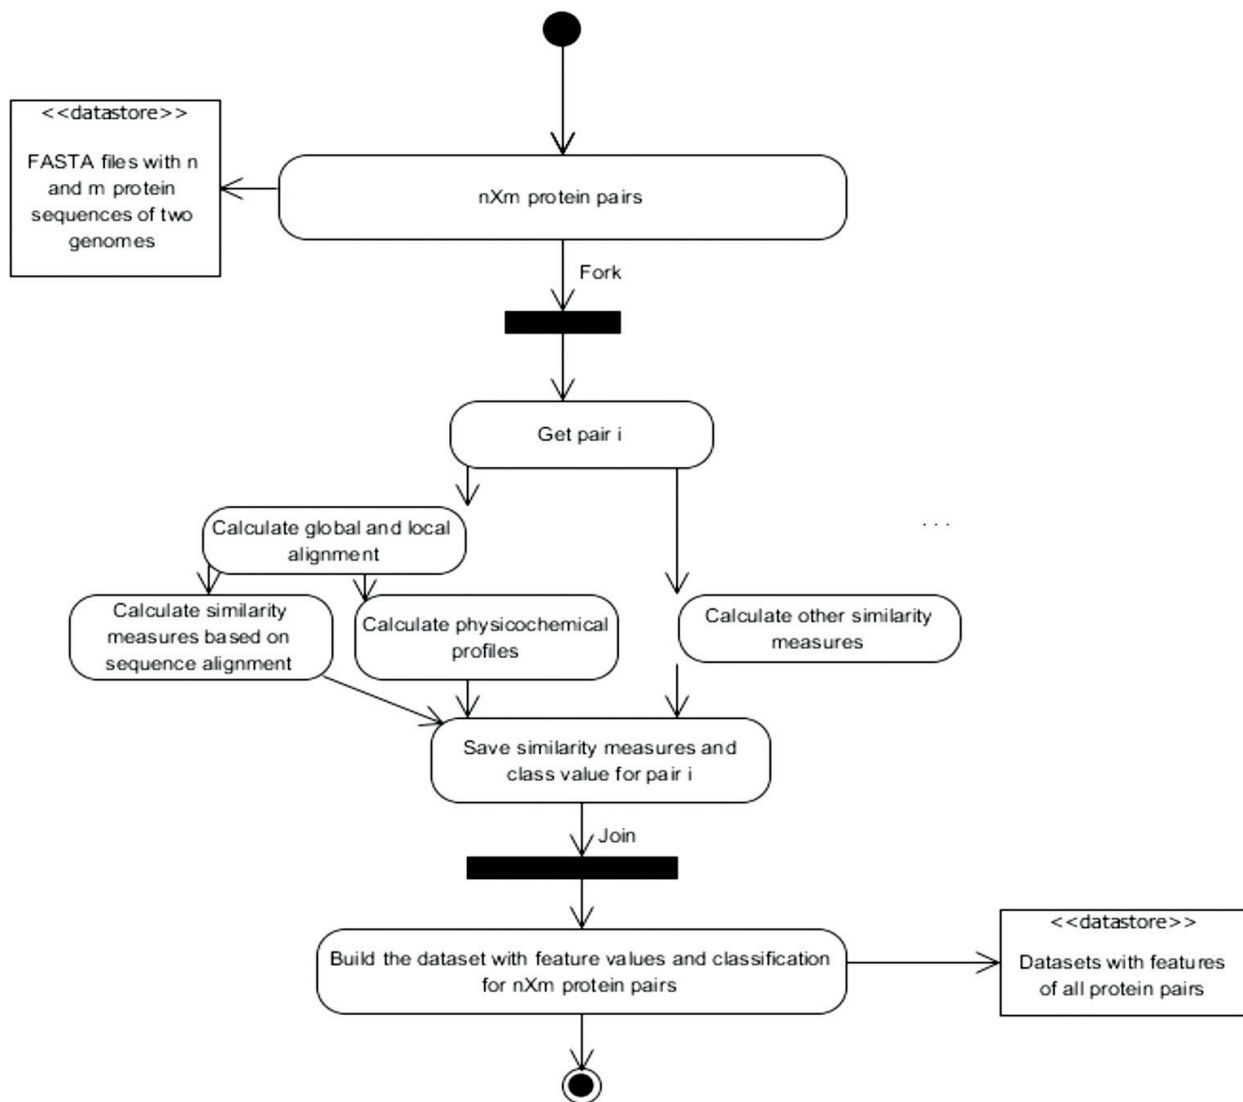 <<datastore>>
FASTA files with n
and m protein
sequences of two
genomes
nXm protein pairs
Fork
Get pair i
. . .
Calculate global and local
alignment
Calculate similarity
measures based on
sequence alignment
Calculate physicochemical
profiles
Calculate other similarity
measures
Save similarity measures and
class value for pair i
Join
Build the dataset with feature values and classification
for nXm protein pairs
<<datastore>>
Datasets with features
of all protein pairs